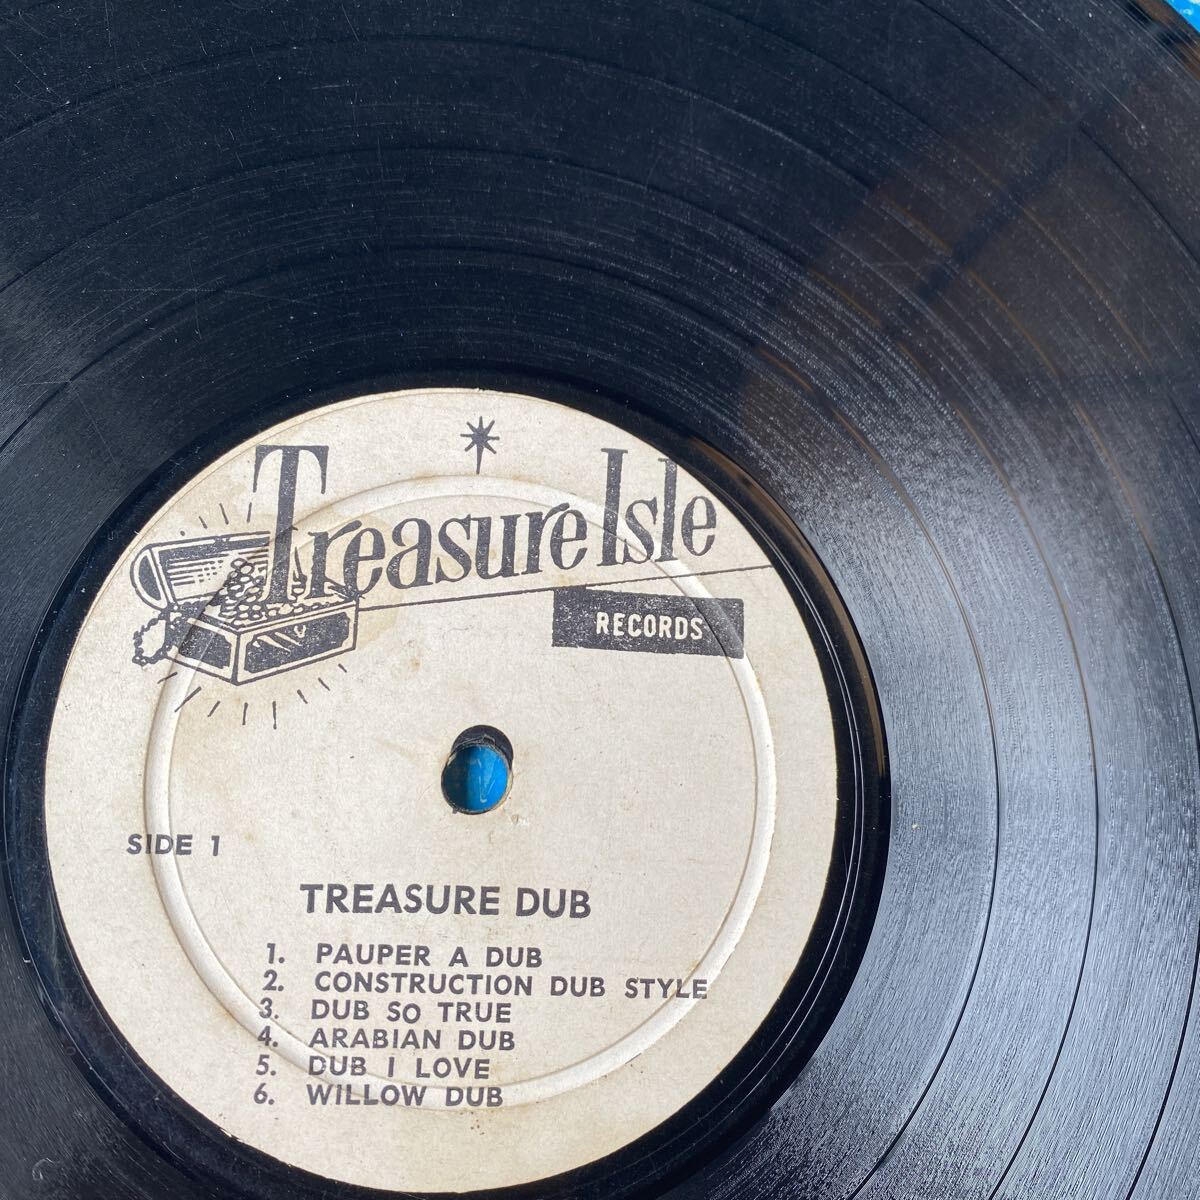 Treasure Isle
RECORDS
SIDE 1
TREASURE DUB
1. PAUPER A DUB
2. CONSTRUCTION DUB STYLE
3. DUB SO TRUE
4. ARABIAN DUB
5. DUB I LOVE
6. WILLOW DUB